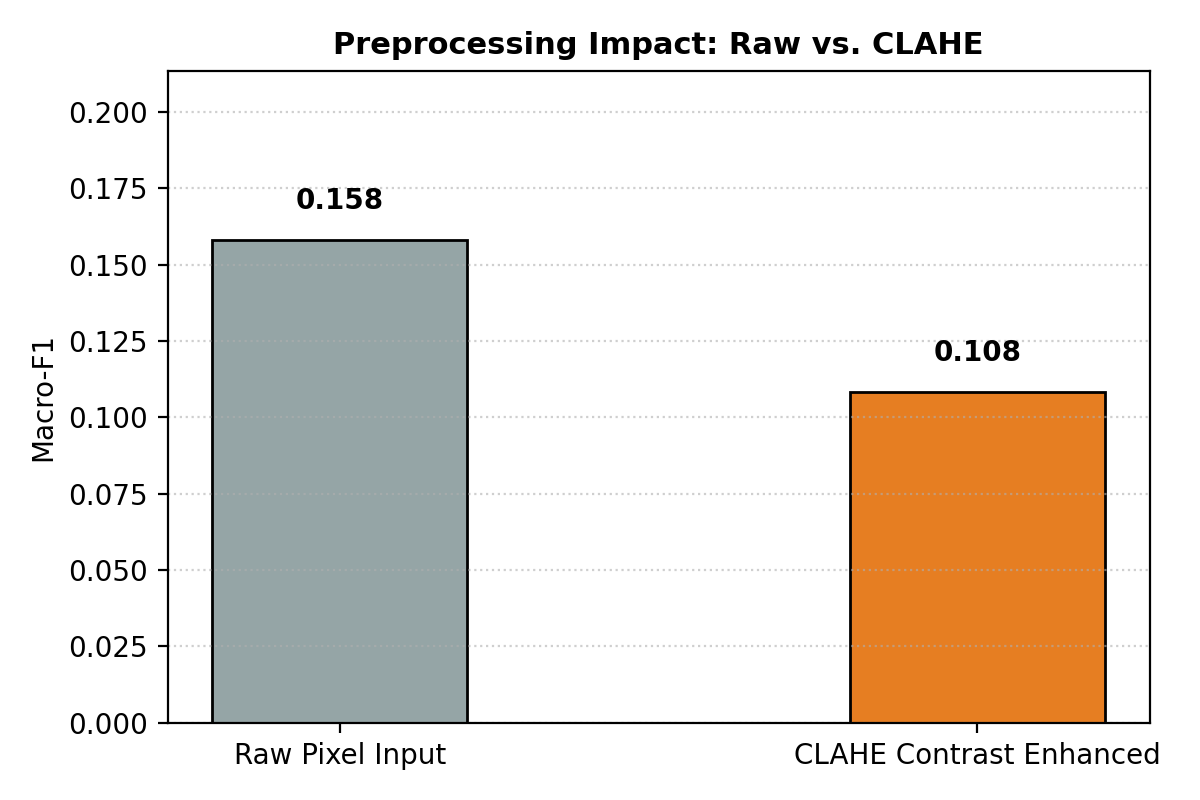 Preprocessing Impact: Raw vs. CLAHE
Macro-F1
0.200
0.175
0.150
0.125
0.100
0.075
0.050
0.025
0.000
0.158
0.108
Raw Pixel Input
CLAHE Contrast Enhanced